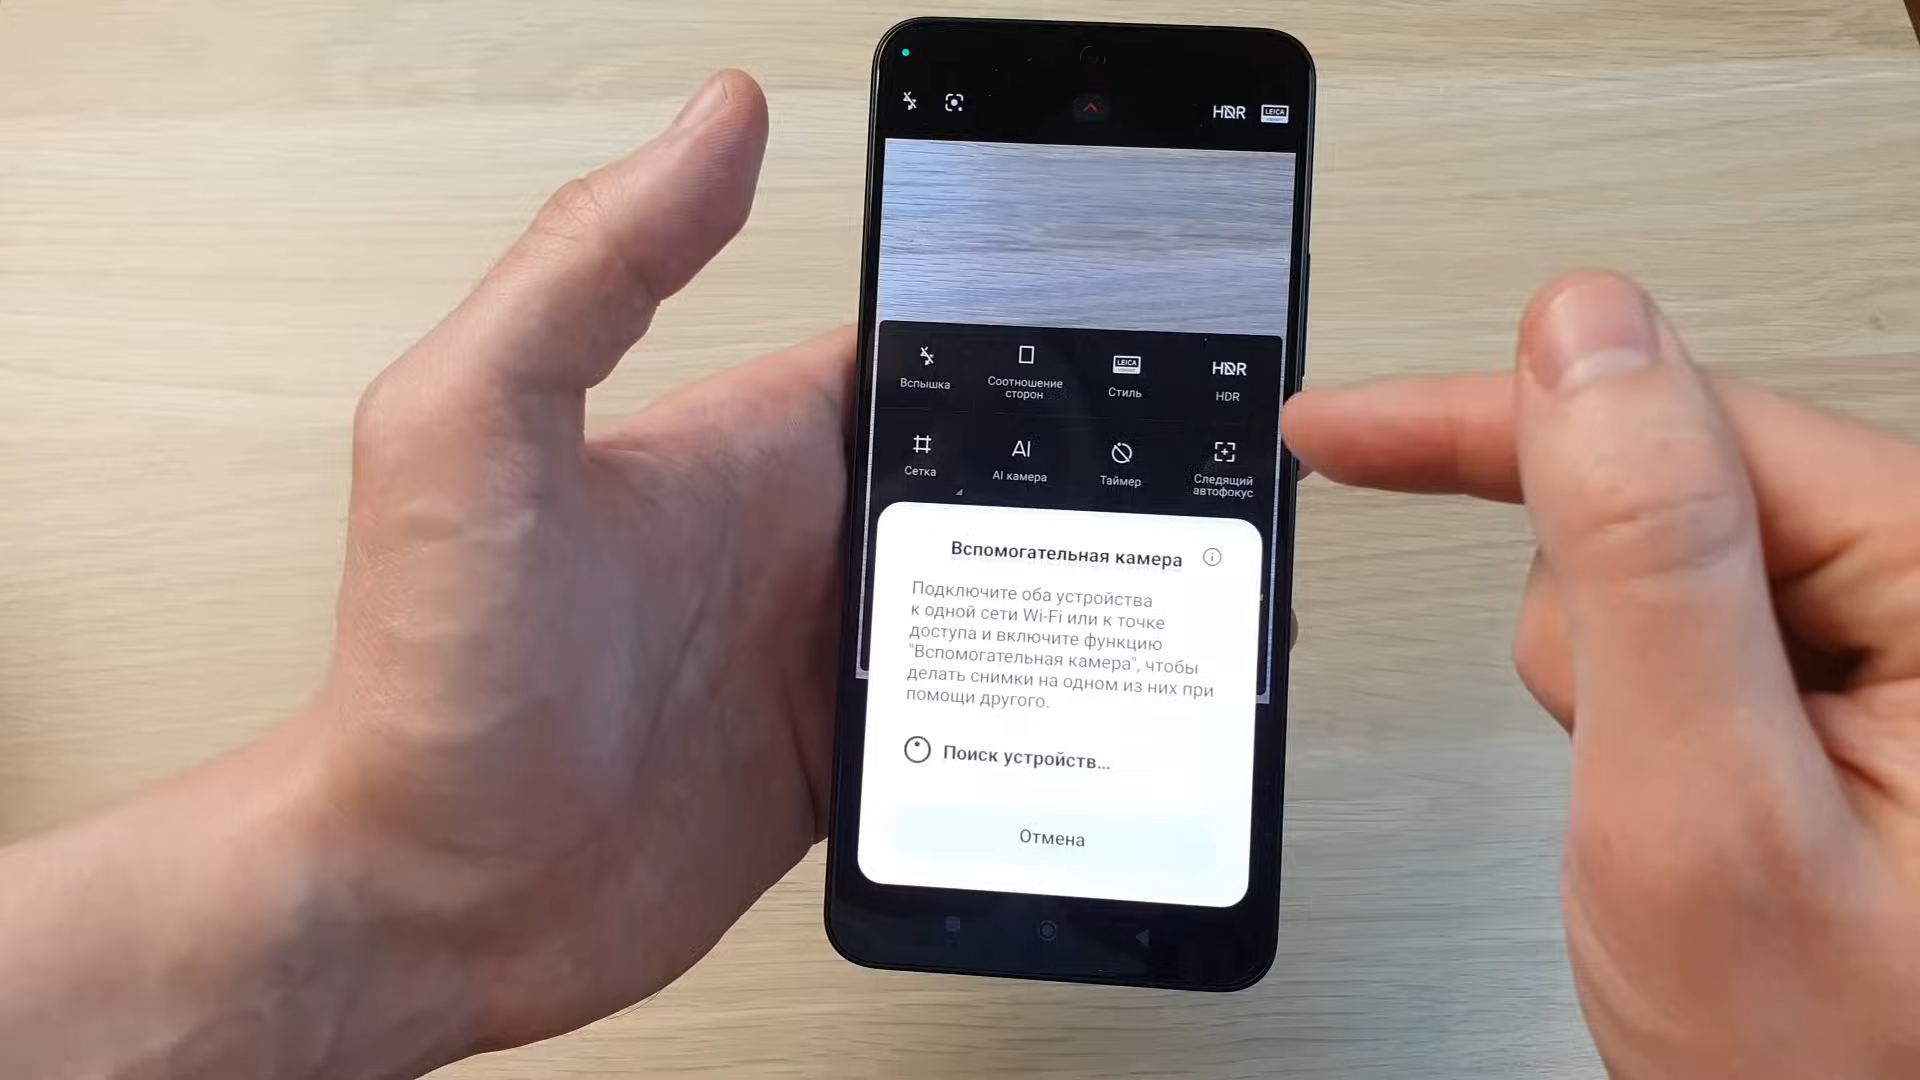 HDR LEICA
Вспышка
Соотношение
сторон
LEICA
Стиль
HDR
HDR
Сетка
AI
AI камера
Таймер
Следящий
автофокус
Вспомогательная камера
Подключите оба устройства
к одной сети Wi-Fi или к точке
доступа и включите функцию
"Вспомогательная камера", чтобы
делать снимки на одном из них при
помощи другого.
Поиск устройств...
Отмена